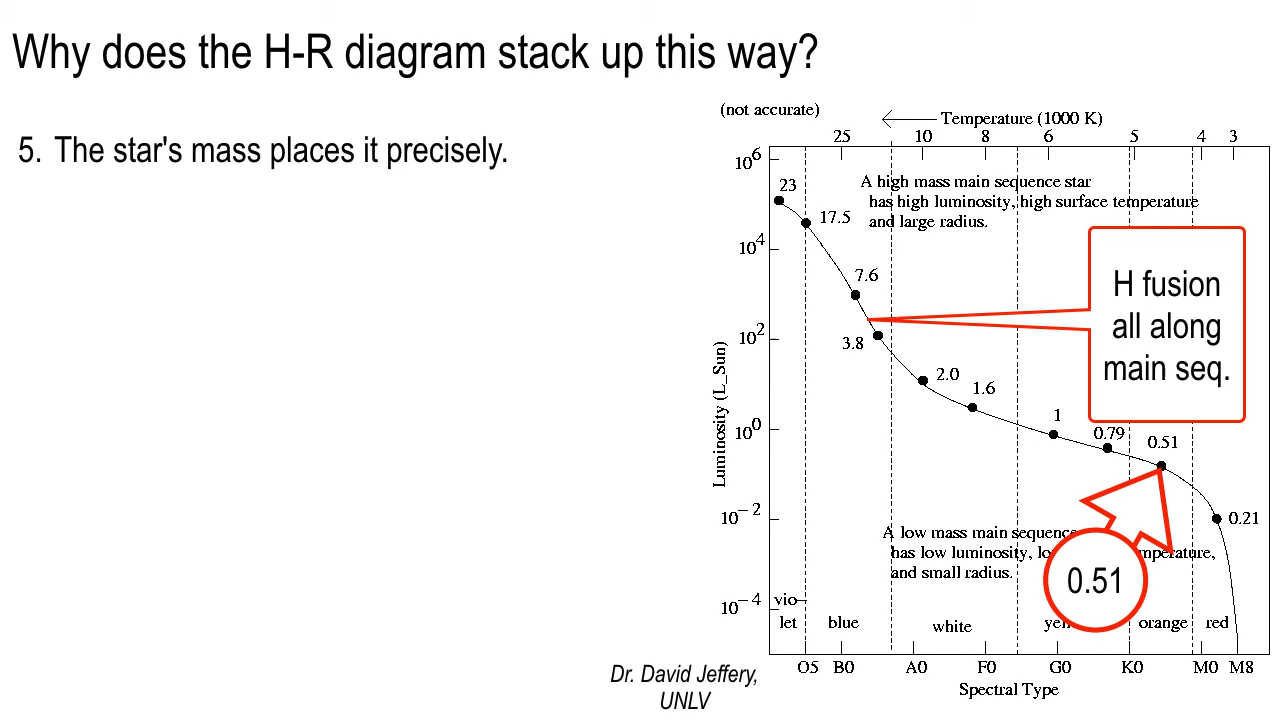 Why does the H-R diagram stack up this way?
5. The star's mass places it precisely.
(not accurate)
Temperature (1000 K)
25 10 8 6 5 4 3
10^6
23
A high mass main sequence star
has high luminosity, high surface temperature
and large radius.
17.5
10^4
H fusion
all along
main seq.
7.6
10^2
3.8
2.0
1.6
Luminosity (L_Sun)
1
10^0
0.79
0.51
10^-2
0.21
A low mass main sequence
has low luminosity,
and small radius.
0.51
10^-4
vio-
let
blue
white
orange
red
O5 B0 A0 F0 G0 K0 M0 M8
Spectral Type
Dr. David Jeffery,
UNLV